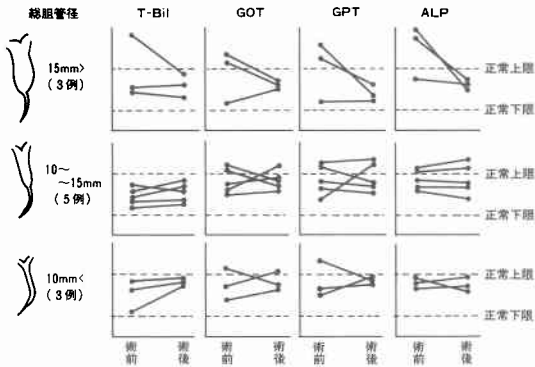 総胆管径 T-Bil GOT GPT ALP
15mm>
(3例)
正常上限
正常下限
10～
～15mm
(5例)
正常上限
正常下限
10mm<
(3例)
正常上限
正常下限
術前 術後 術前 術後 術前 術後 術前 術後